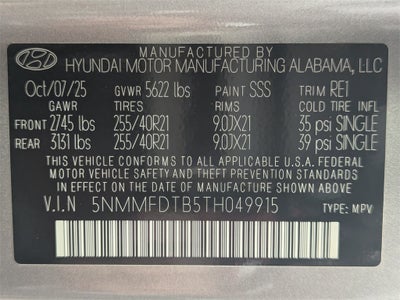 MANUFACTURED BY
HYUNDAI MOTOR MANUFACTURING ALABAMA, LLC
Oct/07/25 GVWR 5622 lbs PAINT SSS TRIM RE1
GAWR TIRES RIMS COLD TIRE INFL
FRONT 2745 lbs 255/40R21 9.0JX21 35 psi SINGLE
REAR 3131 lbs 255/40R21 9.0JX21 39 psi SINGLE
THIS VEHICLE CONFORMS TO ALL APPLICABLE U.S.A. FEDERAL
MOTOR VEHICLE SAFETY AND THEFT PREVENTION STANDARDS
IN EFFECT ON THE DATE OF MANUFACTURE SHOWN ABOVE.
V.I.N 5NMMFDTB5TH049915 TYPE: MPV